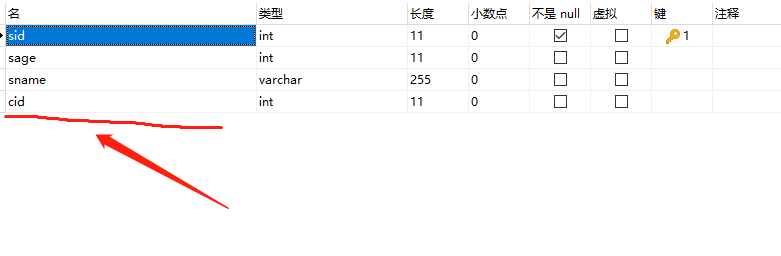 名 类型 长度 小数点 不是 null 虚拟 键 注释
sid int 11 0 1
sage int 11 0
sname varchar 255 0
cid int 11 0